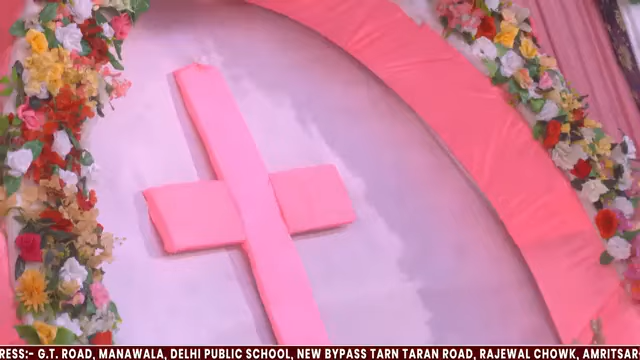 RESS:- G.T. ROAD, MANAWALA, DELHI PUBLIC SCHOOL, NEW BYPASS TARN TARAN ROAD, RAJEWAL CHOWK, AMRITSAR